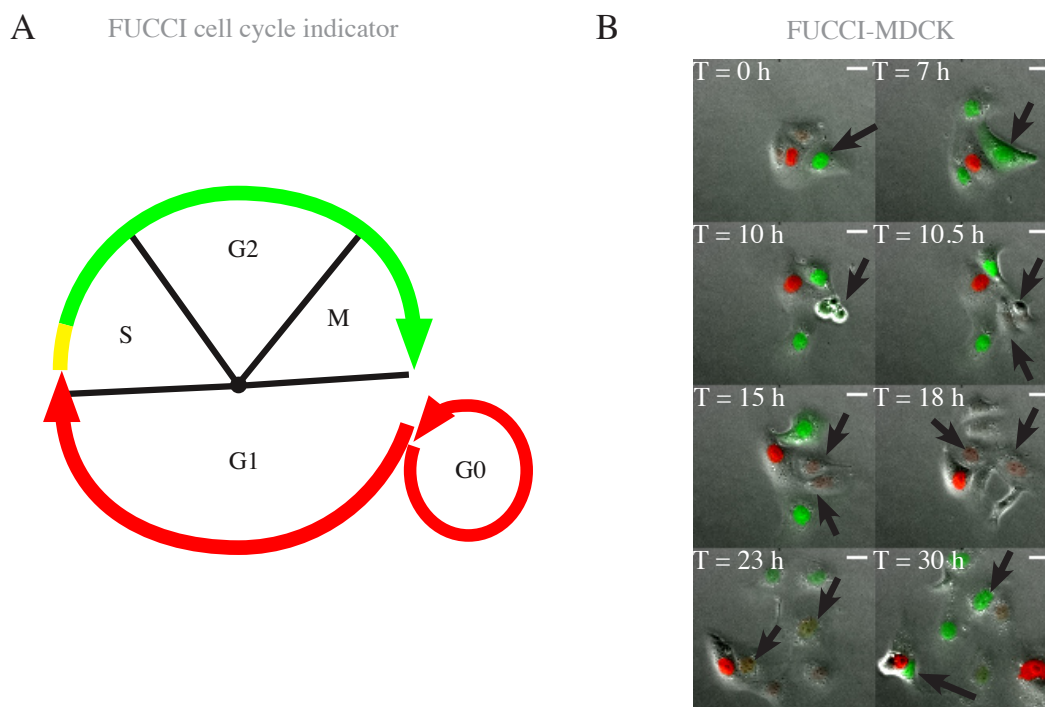 A
FUCCI cell cycle indicator
G2
S
M
G1
G0
B
FUCCI-MDCK
T = 0 h
T = 7 h
T = 10 h
T = 10.5 h
T = 15 h
T = 18 h
T = 23 h
T = 30 h